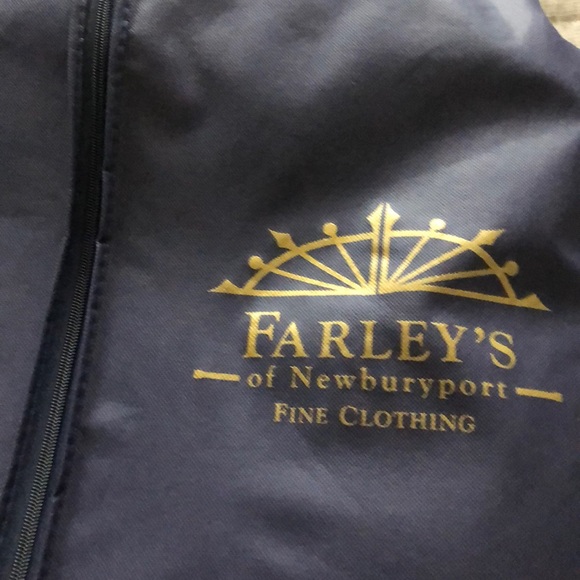 FARLEY'S
of Newburyport
FINE CLOTHING